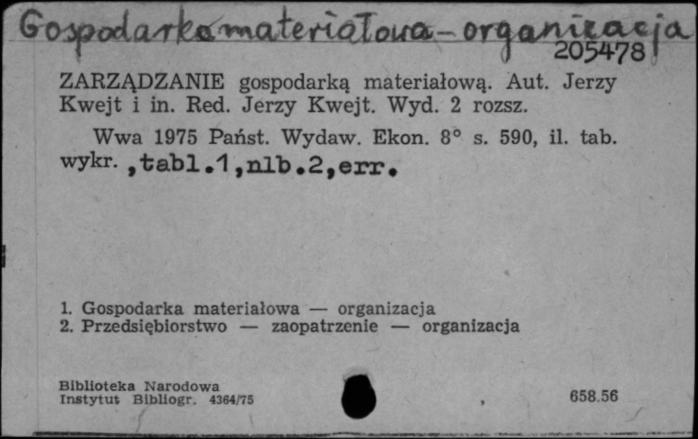 Gospodarka materiałowa - organizacja
205478
ZARZĄDZANIE gospodarką materiałową. Aut. Jerzy
Kwejt i in. Red. Jerzy Kwejt. Wyd. 2 rozsz.
Wwa 1975 Państ. Wydaw. Ekon. 8° s. 590, il. tab.
wykr. ,tabl.1,nlb.2,err.
1. Gospodarka materiałowa — organizacja
2. Przedsiębiorstwo — zaopatrzenie — organizacja
Biblioteka Narodowa
Instytut Bibliogr. 4364/75
658.56